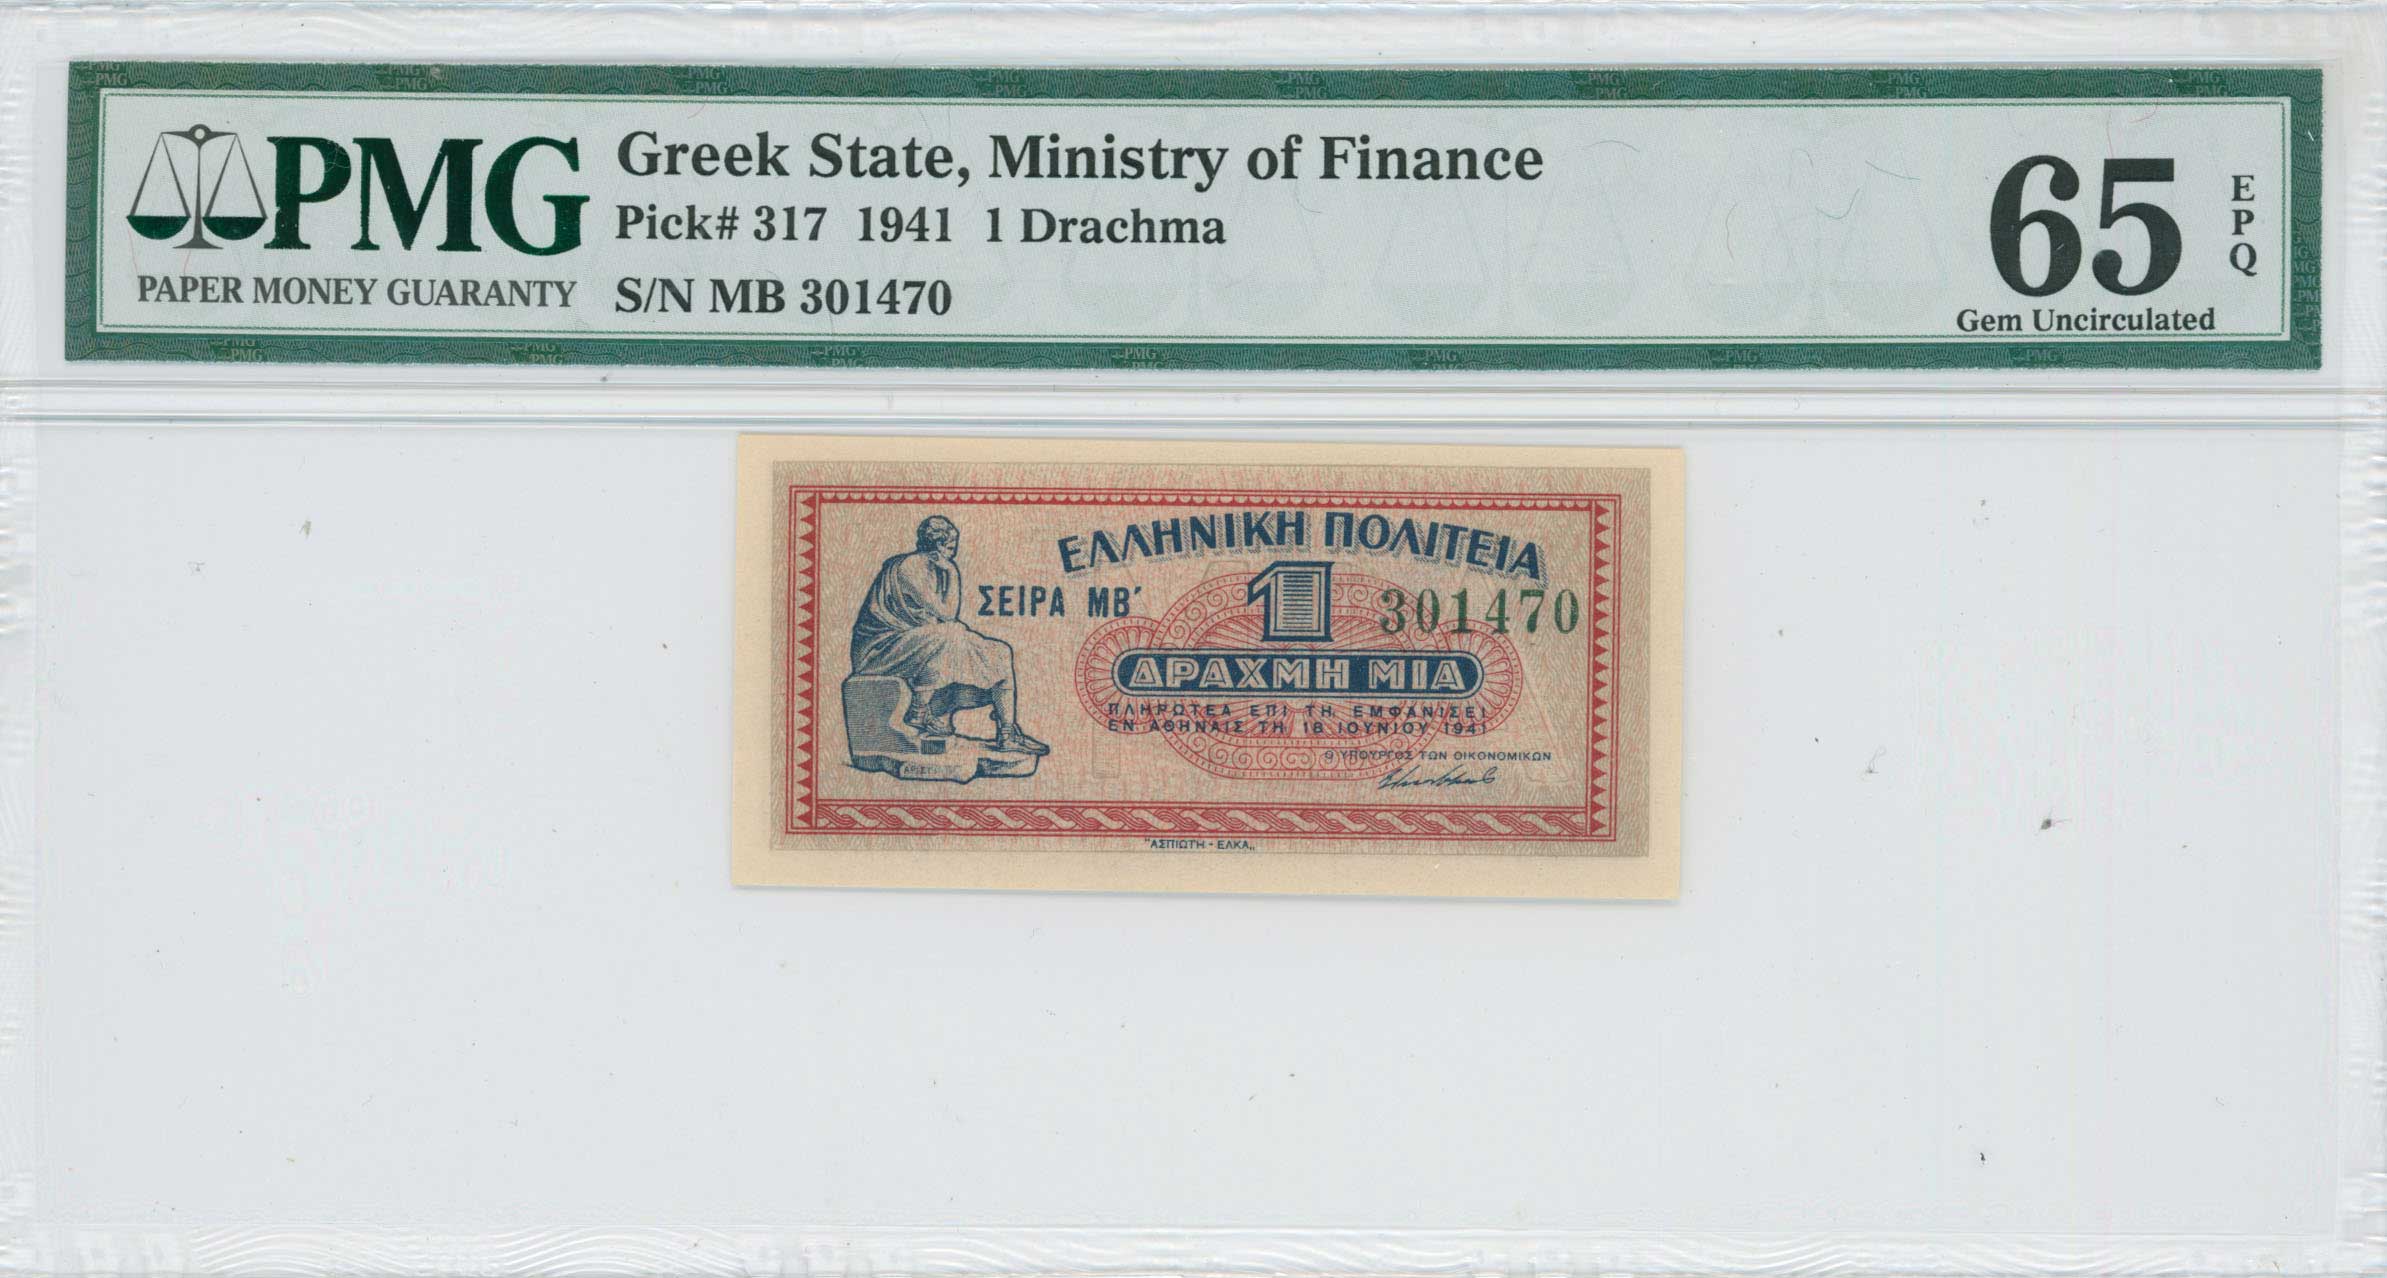 PMG
PAPER MONEY GUARANTY
Greek State, Ministry of Finance
Pick# 317 1941 1 Drachma
S/N MB 301470
65
EPQ
Gem Uncirculated
ΕΛΛΗΝΙΚΗ ΠΟΛΙΤΕΙΑ
ΣΕΙΡΑ ΜΒ΄
1
301470
ΔΡΑΧΜΗ ΜΙΑ
ΠΛΗΡΩΤΕΑ ΕΠΙ ΤΗ ΕΜΦΑΝΙΣΕΙ
ΕΝ ΑΘΗΝΑΙΣ ΤΗ 18 ΙΟΥΝΙΟΥ 1941
Ο ΥΠΟΥΡΓΟΣ ΤΩΝ ΟΙΚΟΝΟΜΙΚΩΝ
"ΑΣΠΙΩΤΗ - ΕΛΚΑ„